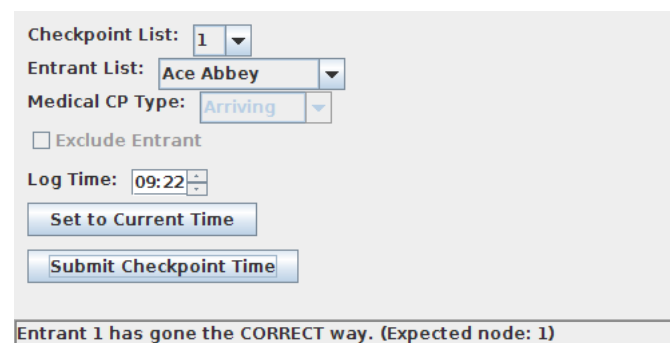 Checkpoint List: 1
Entrant List: Ace Abbey
Medical CP Type: Arriving
Exclude Entrant
Log Time: 09:22
Set to Current Time
Submit Checkpoint Time
Entrant 1 has gone the CORRECT way. (Expected node: 1)